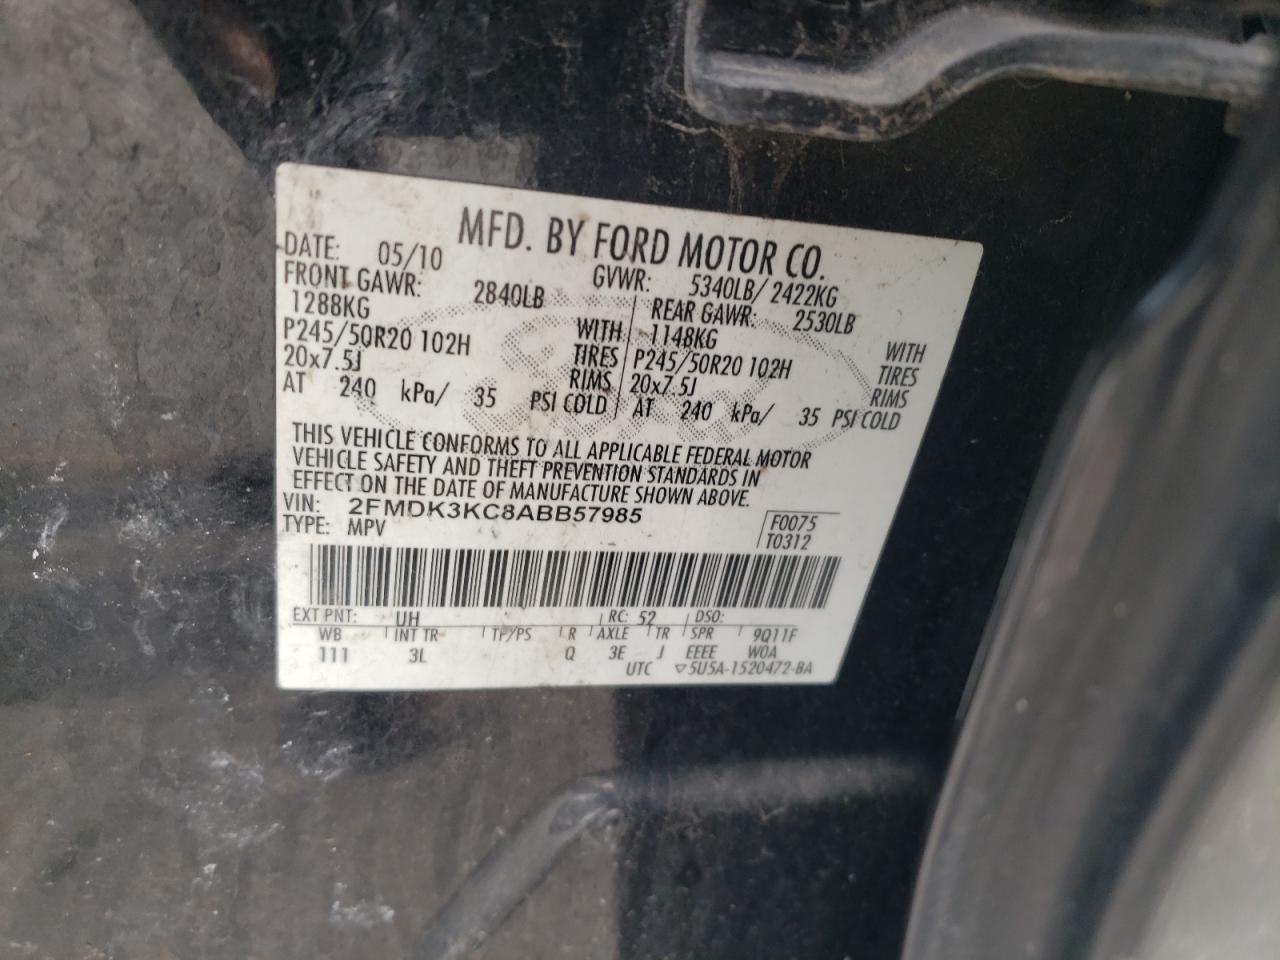 MFD. BY FORD MOTOR CO.
DATE: 05/10 GVWR: 5340LB/ 2422KG
FRONT GAWR: 2840LB REAR GAWR: 2530LB
1288KG WITH 1148KG WITH
P245/50R20 102H TIRES P245/50R20 102H TIRES
20x7.5J RIMS 20x7.5J RIMS
AT 240 kPa/ 35 PSI COLD AT 240 kPa/ 35 PSI COLD
THIS VEHICLE CONFORMS TO ALL APPLICABLE FEDERAL MOTOR
VEHICLE SAFETY AND THEFT PREVENTION STANDARDS IN
EFFECT ON THE DATE OF MANUFACTURE SHOWN ABOVE.
VIN: 2FMDK3KC8ABB57985 F0075
TYPE: MPV T0312
EXT PNT: UH RC: 52 DSO:
WB INT TR TP/PS R AXLE TR SPR 9Q11F
111 3L Q 3E J EEEE W0A
UTC ▽5U5A-1520472-BA